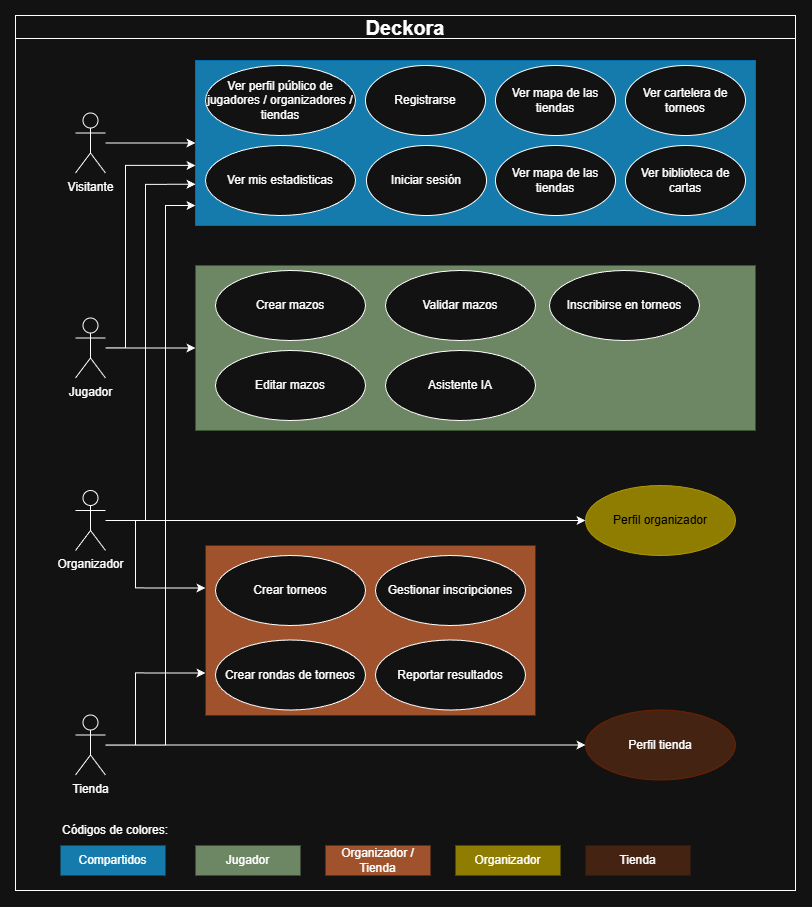 Deckora
Ver perfil público de
jugadores / organizadores /
tiendas
Registrarse
Ver mapa de las
tiendas
Ver cartelera de
torneos
Visitante
Ver mis estadisticas
Iniciar sesión
Ver mapa de las
tiendas
Ver biblioteca de
cartas
Crear mazos
Validar mazos
Inscribirse en torneos
Jugador
Editar mazos
Asistente IA
Organizador
Perfil organizador
Crear torneos
Gestionar inscripciones
Crear rondas de torneos
Reportar resultados
Tienda
Perfil tienda
Códigos de colores:
Compartidos
Jugador
Organizador /
Tienda
Organizador
Tienda